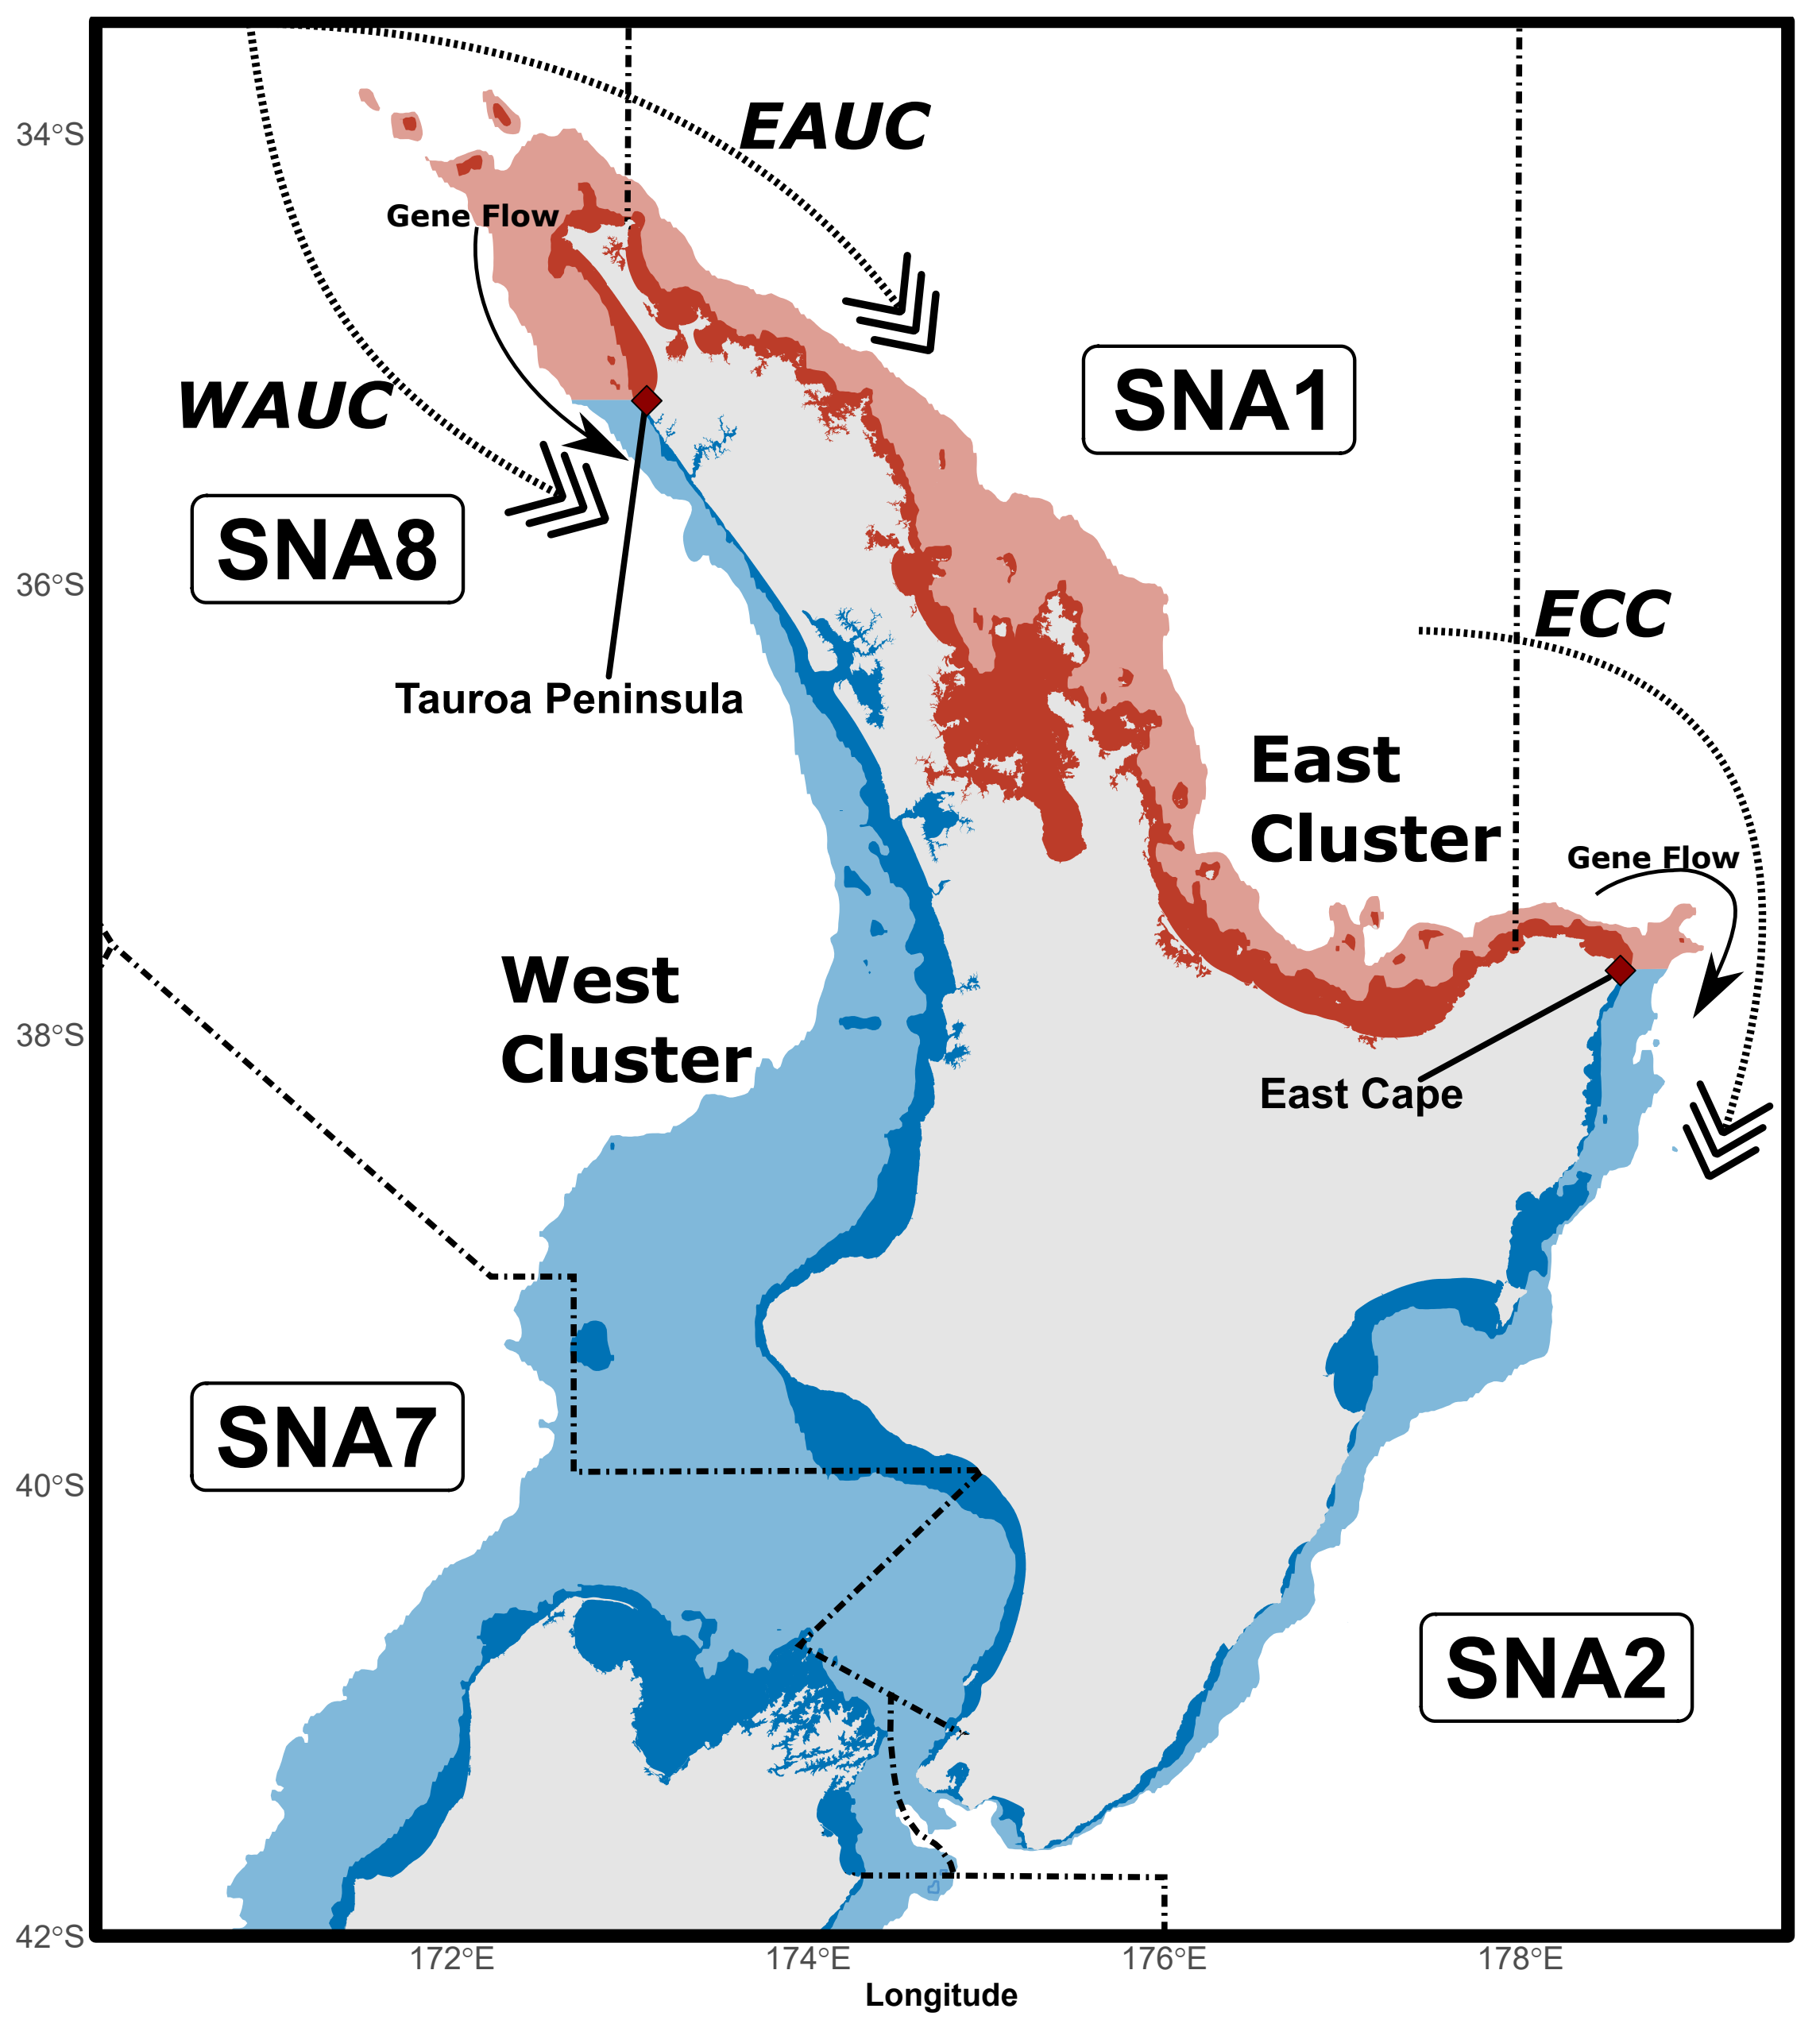 34°S
EAUC
Gene Flow
WAUC
SNA1
SNA8
36°S
ECC
Tauroa Peninsula
East
Cluster
Gene Flow
West
Cluster
38°S
East Cape
SNA7
40°S
SNA2
42°S
172°E
174°E
176°E
178°E
Longitude